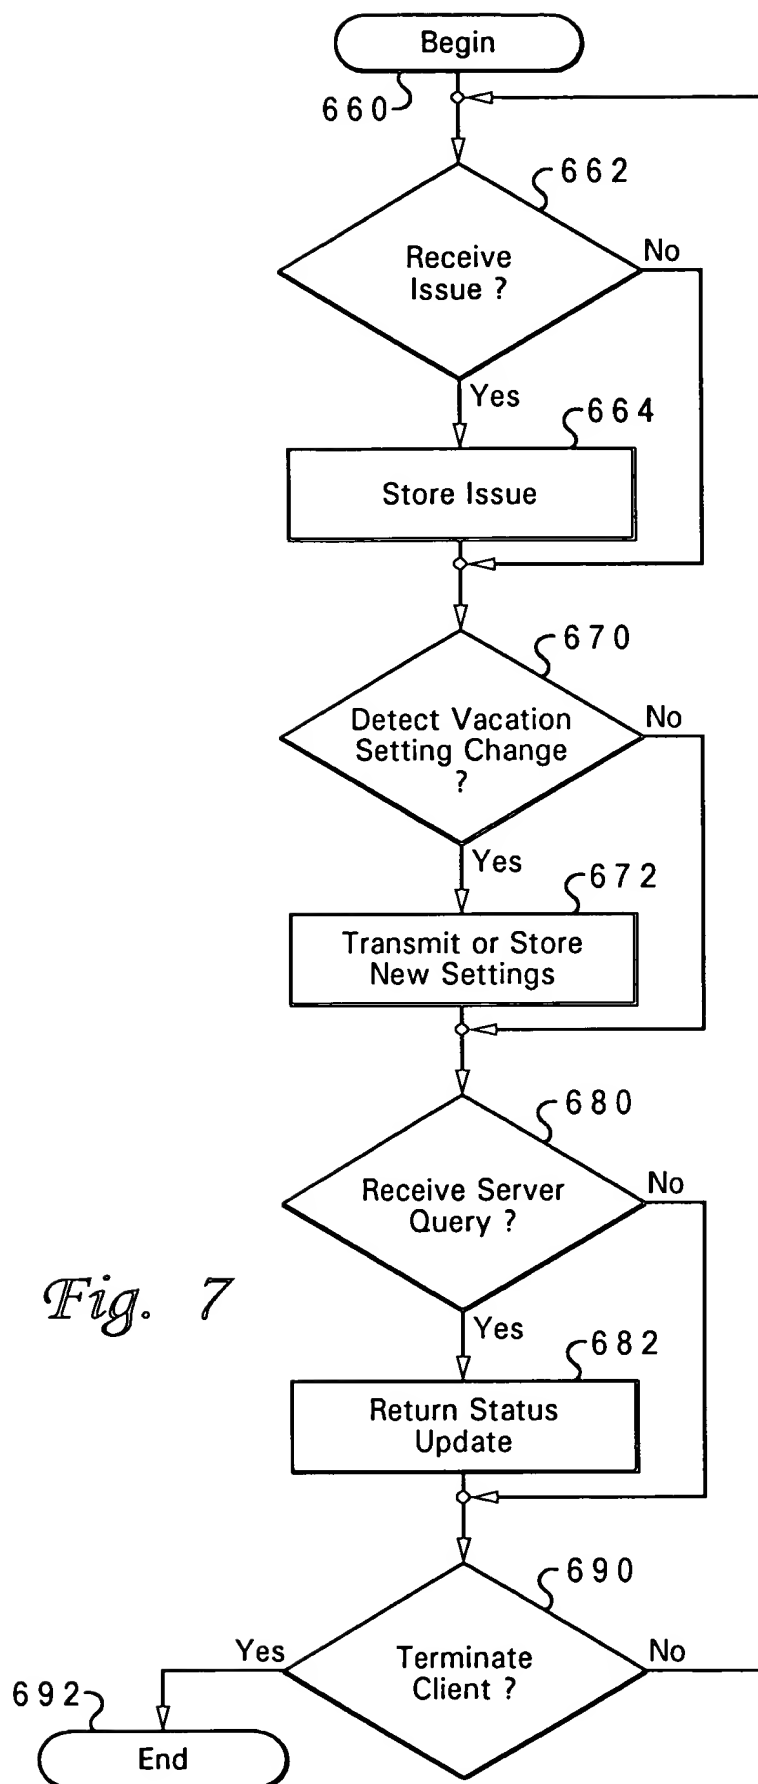 Begin
660
662
Receive
Issue ?
No
Yes
664
Store Issue
670
Detect Vacation
Setting Change
?
No
Yes
672
Transmit or Store
New Settings
680
Receive Server
Query ?
No
Fig. 7
Yes
682
Return Status
Update
690
Yes
Terminate
Client ?
No
692
End